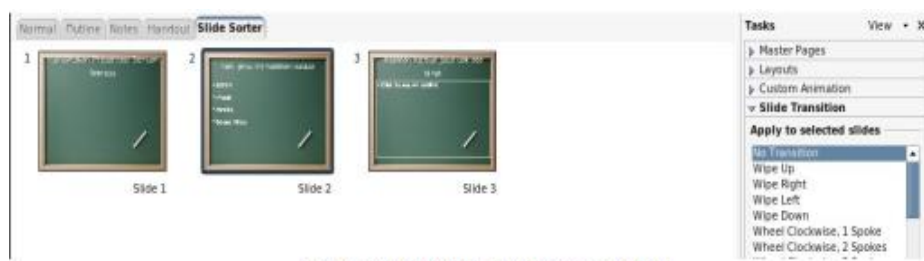 Normal Outline Notes Handout Slide Sorter
Tasks View
Master Pages
Layouts
Custom Animation
Slide Transition
Apply to selected slides
No Transition
Wipe Up
Wipe Right
Wipe Left
Wipe Down
Wheel Clockwise, 1 Spoke
Wheel Clockwise, 2 Spokes
1
2
3
Slide 1
Slide 2
Slide 3